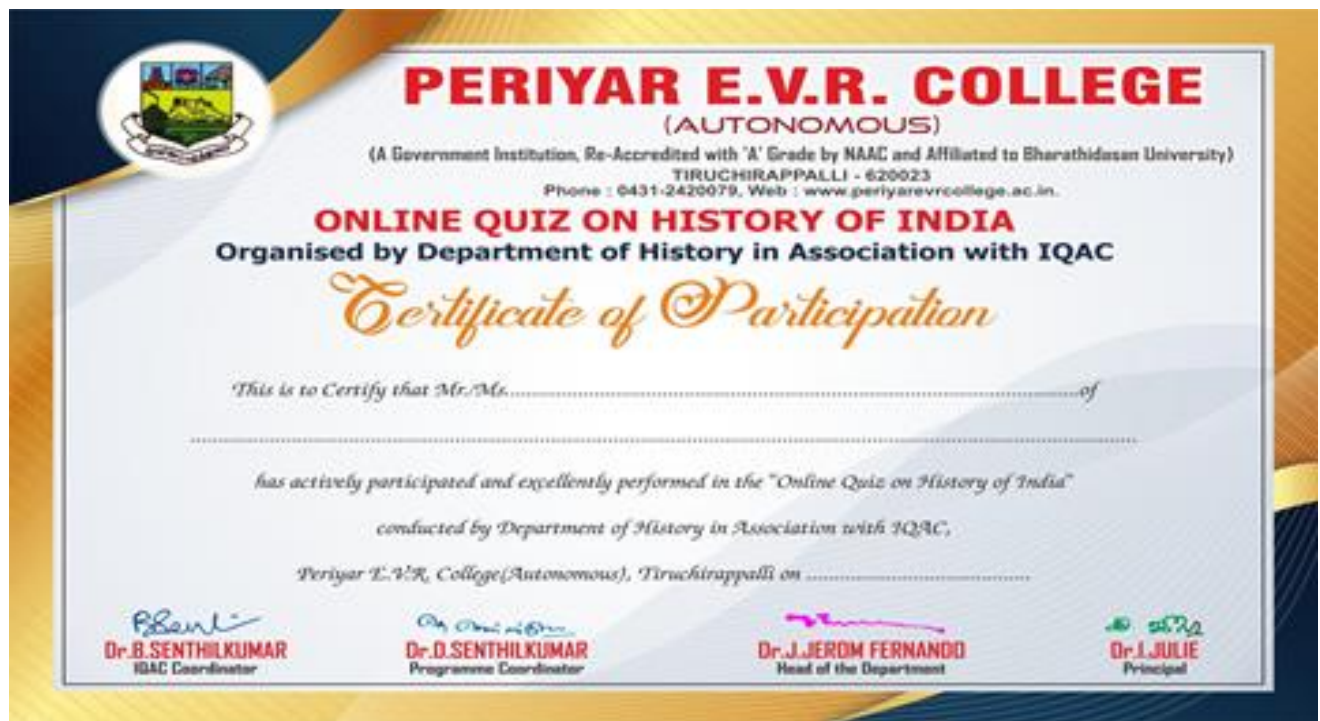 PERIYAR E.V.R. COLLEGE
(AUTONOMOUS)
(A Government Institution, Re-Accredited with 'A' Grade by NAAC and Affiliated to Bharathidasan University)
TIRUCHIRAPPALLI - 620023
Phone : 0431-2420079, Web : www.periyarevrcollege.ac.in.
ONLINE QUIZ ON HISTORY OF INDIA
Organised by Department of History in Association with IQAC
Certificate of Participation
This is to Certify that Mr./Ms..........................................................of
..........................................................
has actively participated and excellently performed in the "Online Quiz on History of India"
conducted by Department of History in Association with IQAC,
Periyar E.V.R, College(Autonomous), Tiruchirappalli on ..............................
Dr.B.SENTHILKUMAR Dr.D.SENTHILKUMAR Dr.J.JEROM FERNANDO Dr.J.JULIE
IQAC Coordinator Programme Coordinator Head of the Department Principal